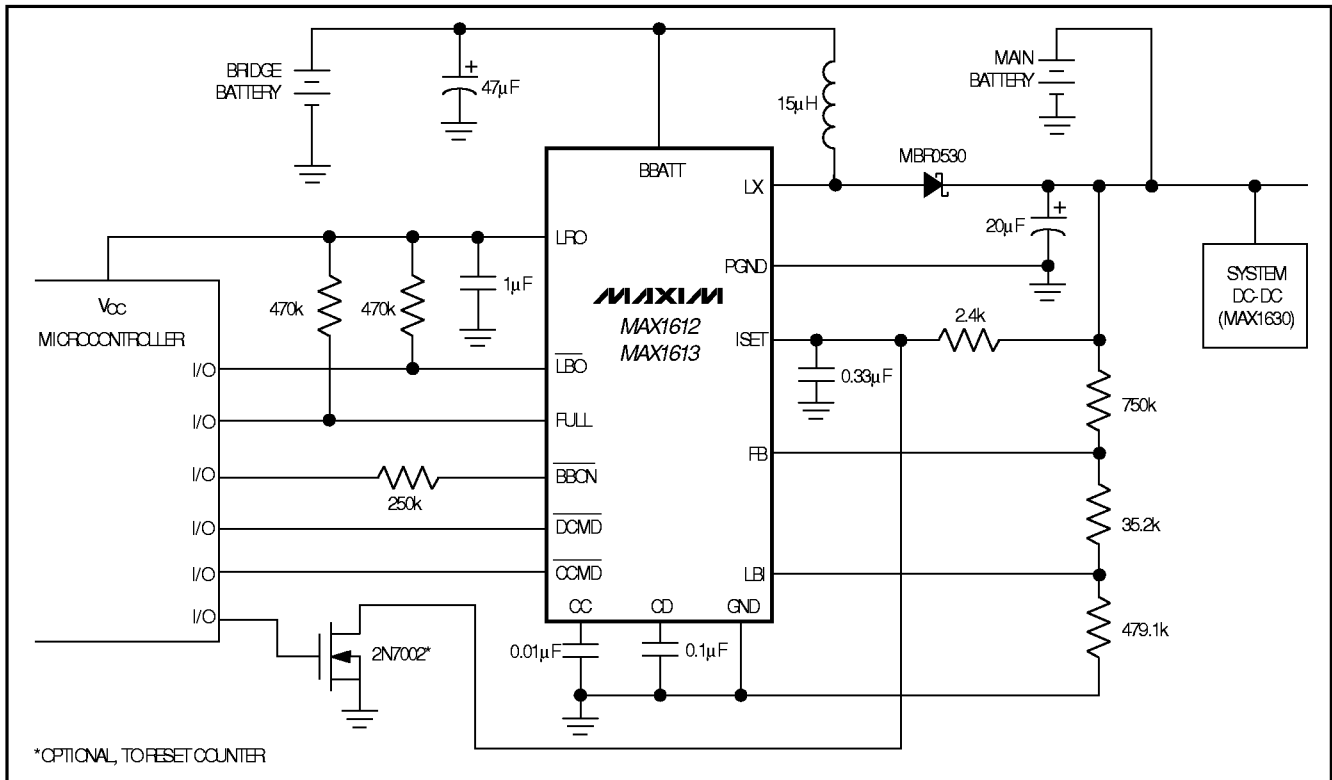 BRIDGE
BATTERY
47µF
15µH
MAIN
BATTERY
MBR0530
BBATT
LX
20µF
LRO
PGND
SYSTEM
DC-DC
(MAX1630)
1µF
470k
470k
VCC
MICROCONTROLLER
MAXIM
MAX1612
MAX1613
ISET
2.4k
0.33µF
750k
I/O
LBO
I/O
FULL
FB
I/O
250k
BBON
35.2k
I/O
DCMD
I/O
CCMD
LBI
I/O
CC
CD
GND
479.1k
2N7002*
0.01µF
0.1µF
*OPTIONAL, TO RESET COUNTER